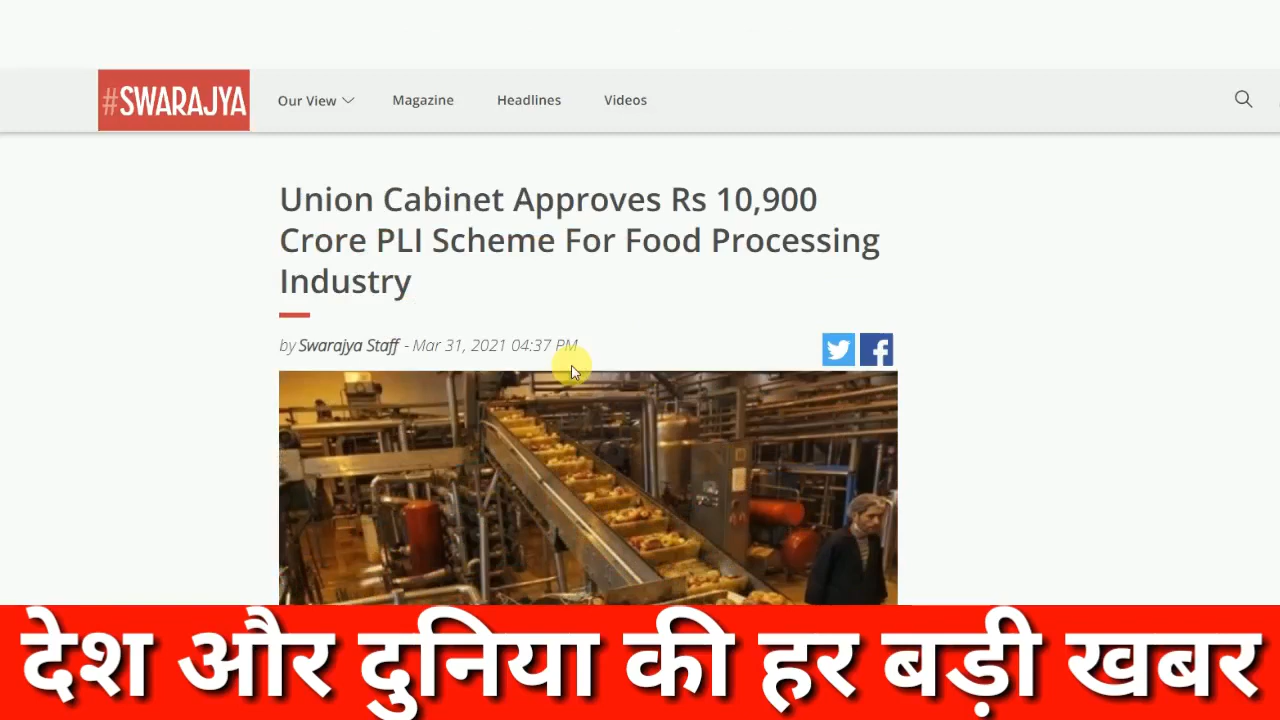 #SWARAJYA
Our View
Magazine
Headlines
Videos
Union Cabinet Approves Rs 10,900
Crore PLI Scheme For Food Processing
Industry
by Swarajya Staff - Mar 31, 2021 04:37 PM
देश और दुनिया की हर बड़ी खबर